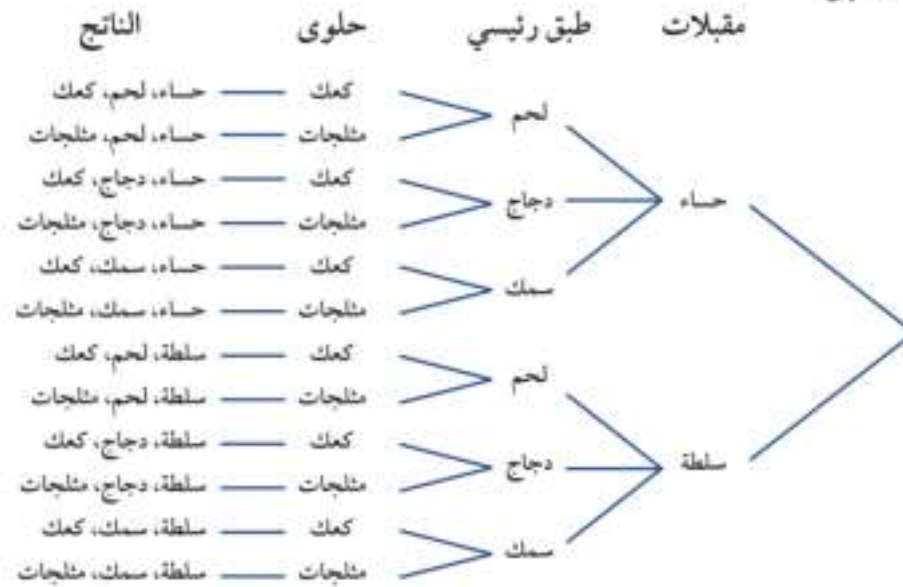 مقبلات طبق رئيسي حلوى الناتج
كعك حساء، لحم، كعك
لحم
مثلجات حساء، لحم، مثلجات
كعك حساء، دجاج، كعك
حساء دجاج
مثلجات حساء، دجاج، مثلجات
كعك حساء، سمك، كعك
سمك
مثلجات حساء، سمك، مثلجات
كعك سلطة، لحم، كعك
لحم
مثلجات سلطة، لحم، مثلجات
كعك سلطة، دجاج، كعك
سلطة دجاج
مثلجات سلطة، دجاج، مثلجات
كعك سلطة، سمك، كعك
سمك
مثلجات سلطة، سمك، مثلجات